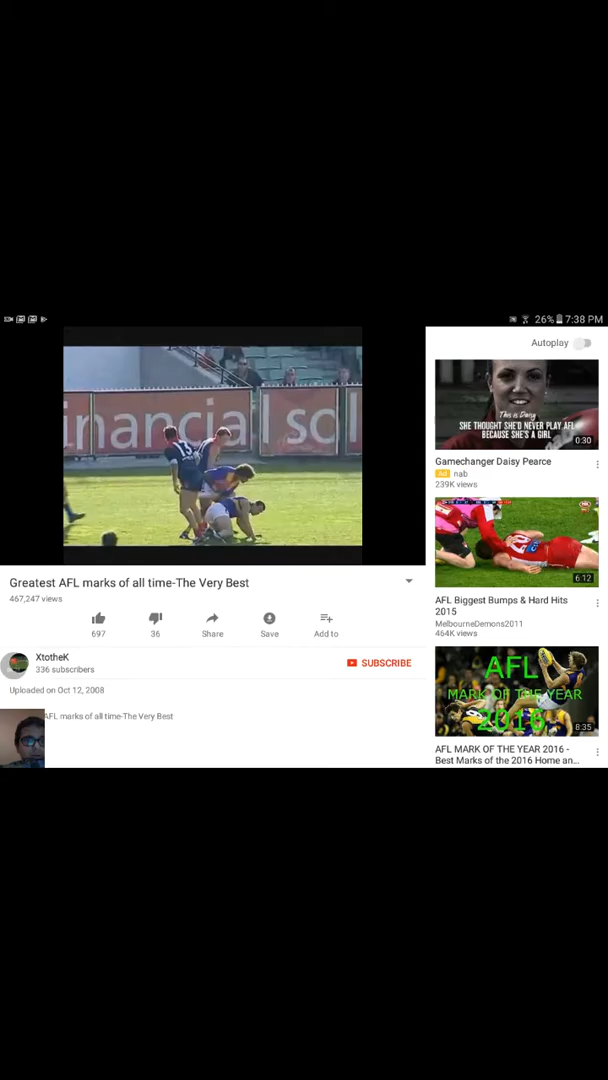 26% 7:38 PM
Autoplay
inancial sol
15
This is Daisy
SHE THOUGHT SHE'D NEVER PLAY AFL
BECAUSE SHE'S A GIRL
0:30
Gamechanger Daisy Pearce
Ad nab
239K views
6:12
AFL Biggest Bumps & Hard Hits
2015
MelbourneDemons2011
464K views
AFL
MARK OF THE YEAR
2016
8:35
AFL MARK OF THE YEAR 2016 -
Best Marks of the 2016 Home an...
Greatest AFL marks of all time-The Very Best
467,247 views
697
36
Share
Save
Add to
XtotheK
336 subscribers
SUBSCRIBE
Uploaded on Oct 12, 2008
AFL marks of all time-The Very Best